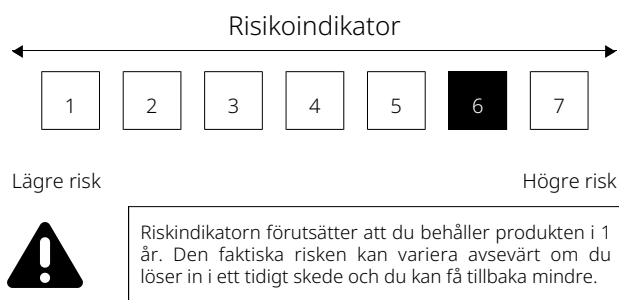 Risikoindikator
1 2 3 4 5 6 7
Lägre risk Högre risk
Riskindikatorn förutsätter att du behåller produkten i 1
år. Den faktiska risken kan variera avsevärt om du
löser in i ett tidigt skede och du kan få tillbaka mindre.